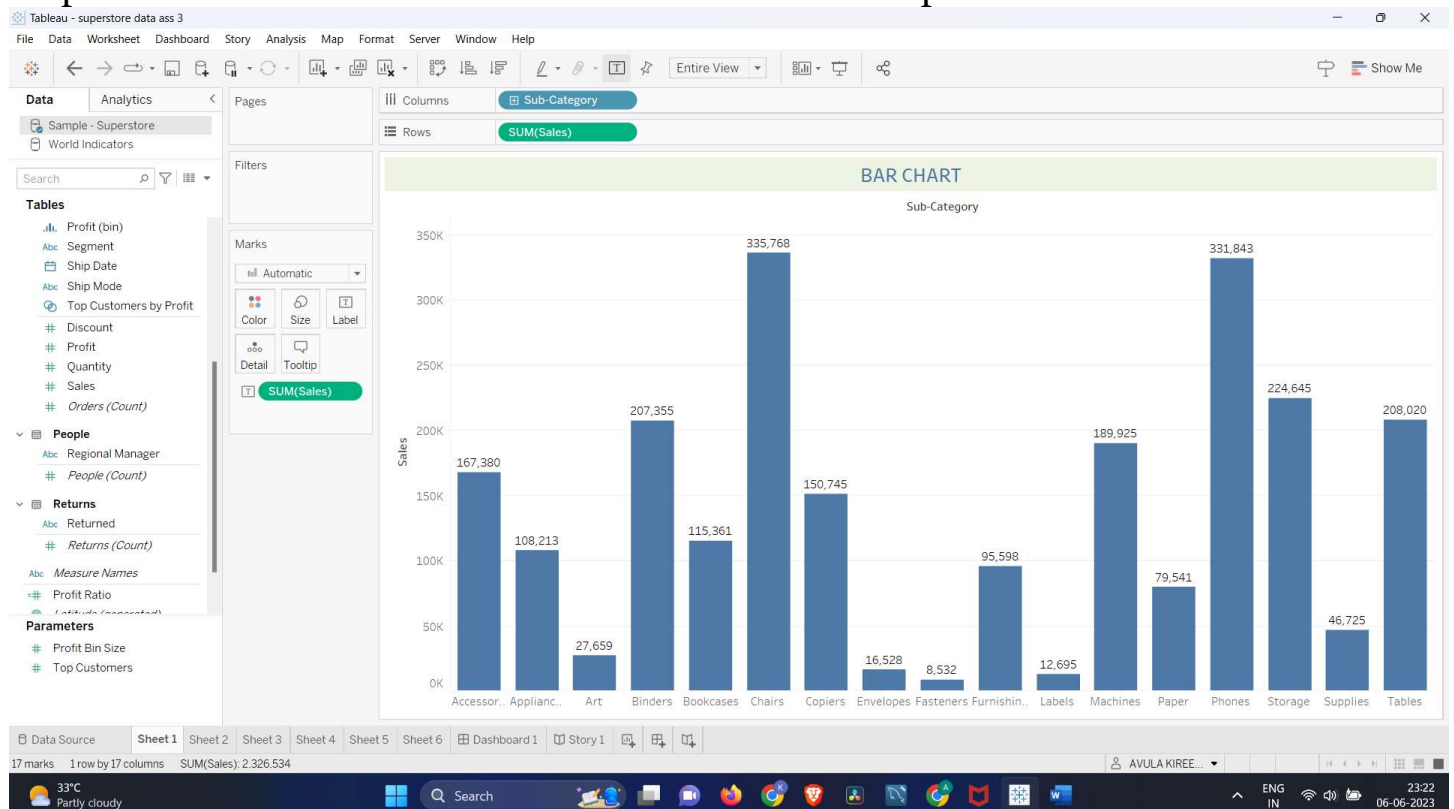 Tableau - superstore data ass 3
File Data Worksheet Dashboard Story Analysis Map Format Server Window Help
Entire View
Show Me
Data Analytics
Sample - Superstore
World Indicators
Search
Tables
Profit (bin)
Abc Segment
Ship Date
Abc Ship Mode
Top Customers by Profit
# Discount
# Profit
# Quantity
# Sales
# Orders (Count)
People
Abc Regional Manager
# People (Count)
Returns
Abc Returned
# Returns (Count)
Abc Measure Names
=# Profit Ratio
Parameters
# Profit Bin Size
# Top Customers
Pages
Filters
Marks
Automatic
Color Size Label
Detail Tooltip
T SUM(Sales)
Columns Sub-Category
Rows SUM(Sales)
BAR CHART
Sub-Category
Sales
350K
300K
250K
200K
150K
100K
50K
0K
167,380
108,213
27,659
207,355
115,361
335,768
150,745
16,528
8,532
95,598
12,695
189,925
79,541
331,843
224,645
46,725
208,020
Accessor.. Applianc.. Art Binders Bookcases Chairs Copiers Envelopes Fasteners Furnishin.. Labels Machines Paper Phones Storage Supplies Tables
Data Source Sheet 1 Sheet 2 Sheet 3 Sheet 4 Sheet 5 Sheet 6 Dashboard 1 Story 1
17 marks 1 row by 17 columns SUM(Sales): 2.326.534
AVULA KIREE...
33°C
Partly cloudy
Search
ENG
IN
23:22
06-06-2023